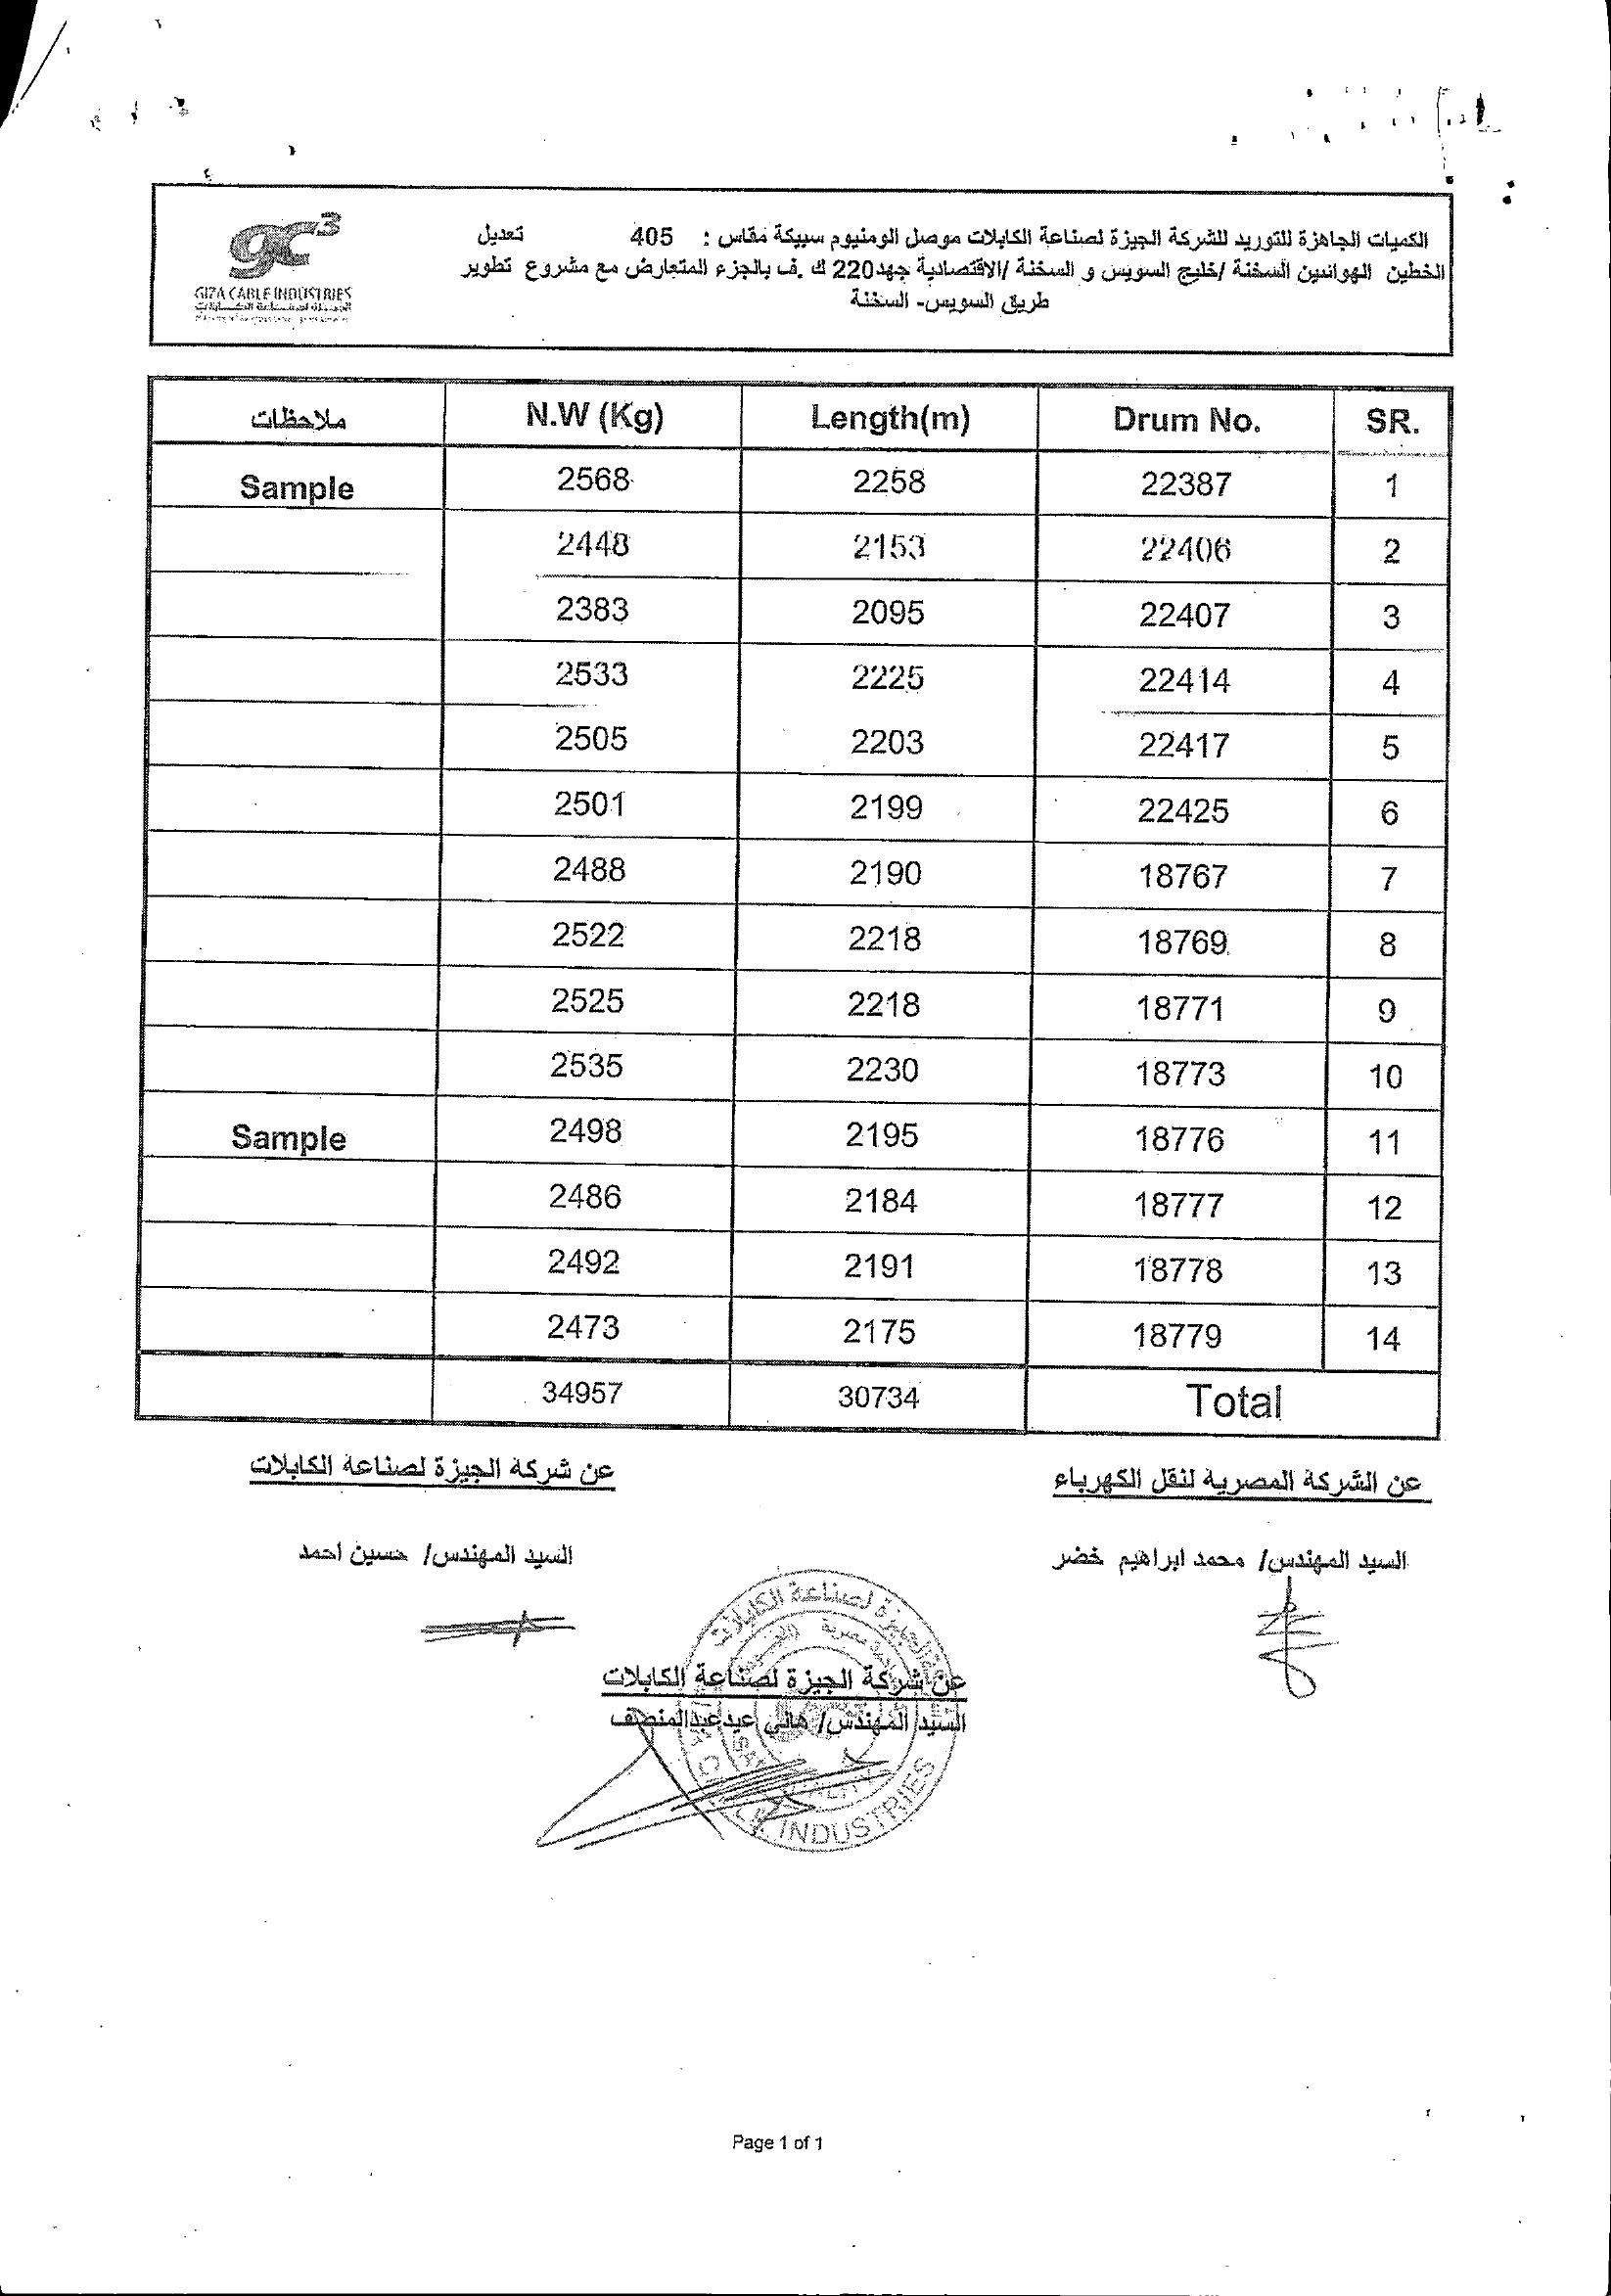 gc3
GIZA CABLE INDUSTRIES
الكميات الجاهزة للتوريد للشركة الجيزة لصناعة الكابلات موصل الومنيوم سبيكة مقاس : 405 تعديل
الخطين الهوائيين السخنة /خليج السويس و السخنة /الاقتصادية جهد220 ك .ف بالجزء المتعارض مع مشروع تطوير
طريق السويس- السخنة
SR. Drum No. Length(m) N.W (Kg) ملاحظات
1 22387 2258 2568 Sample
2 22406 2153 2448
3 22407 2095 2383
4 22414 2225 2533
5 22417 2203 2505
6 22425 2199 2501
7 18767 2190 2488
8 18769 2218 2522
9 18771 2218 2525
10 18773 2230 2535
11 18776 2195 2498 Sample
12 18777 2184 2486
13 18778 2191 2492
14 18779 2175 2473
Total 30734 34957
عن الشركة المصرية لنقل الكهرباء
عن شركة الجيزة لصناعة الكابلات
السيد المهندس/ محمد ابراهيم خضر
السيد المهندس/ حسين احمد
عن شركة الجيزة لصناعة الكابلات
السيد المهندس/ هاني عيدعبدالمنصف
الجيزة لصناعة الكابلات
INDUSTRIES
Page 1 of 1